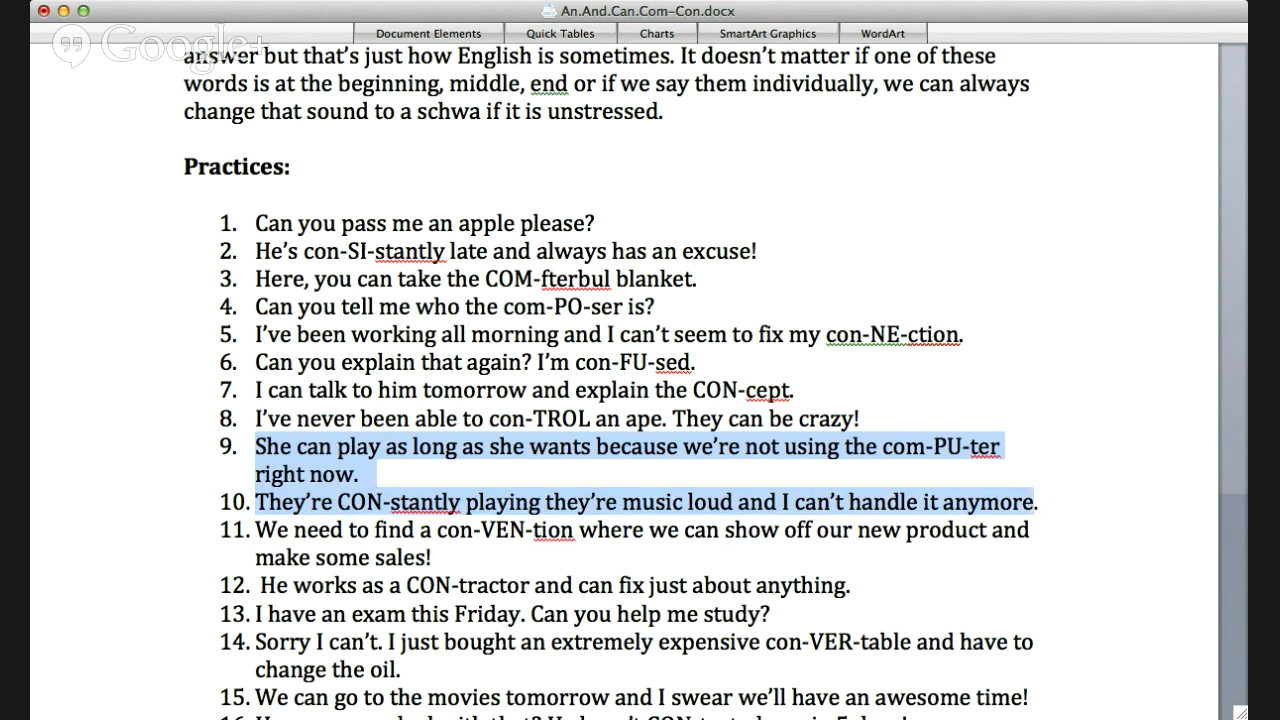 An.And.Can.Com-Con.docx
Document Elements Quick Tables Charts SmartArt Graphics WordArt
Google+
answer but that's just how English is sometimes. It doesn't matter if one of these
words is at the beginning, middle, end or if we say them individually, we can always
change that sound to a schwa if it is unstressed.
Practices:
1. Can you pass me an apple please?
2. He's con-SI-stantly late and always has an excuse!
3. Here, you can take the COM-fterbul blanket.
4. Can you tell me who the com-PO-ser is?
5. I've been working all morning and I can't seem to fix my con-NE-ction.
6. Can you explain that again? I'm con-FU-sed.
7. I can talk to him tomorrow and explain the CON-cept.
8. I've never been able to con-TROL an ape. They can be crazy!
9. She can play as long as she wants because we're not using the com-PU-ter
right now.
10. They're CON-stantly playing they're music loud and I can't handle it anymore.
11. We need to find a con-VEN-tion where we can show off our new product and
make some sales!
12. He works as a CON-tractor and can fix just about anything.
13. I have an exam this Friday. Can you help me study?
14. Sorry I can't. I just bought an extremely expensive con-VER-table and have to
change the oil.
15. We can go to the movies tomorrow and I swear we'll have an awesome time!